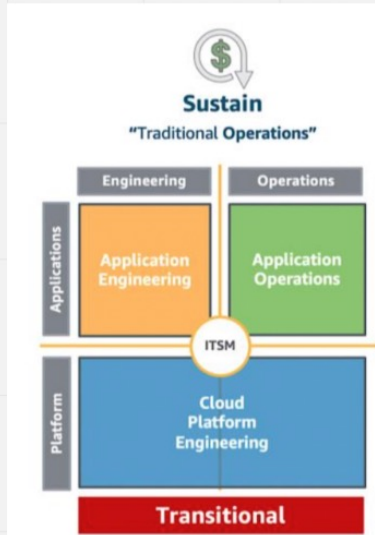 $
Sustain
"Traditional Operations"
Engineering
Operations
Applications
Application
Engineering
Application
Operations
ITSM
Platform
Cloud
Platform
Engineering
Transitional